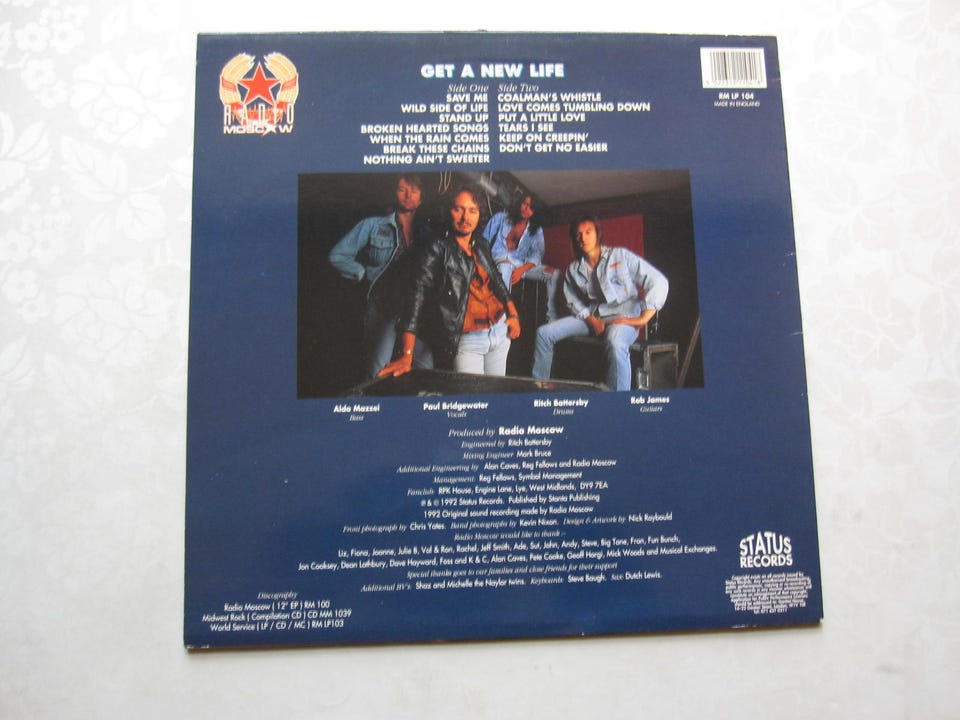 RADIO
MOSCOW
GET A NEW LIFE
Side One
SAVE ME
WILD SIDE OF LIFE
STAND UP
BROKEN HEARTED SONGS
WHEN THE RAIN COMES
BREAK THESE CHAINS
NOTHING AIN'T SWEETER
Side Two
COALMAN'S WHISTLE
LOVE COMES TUMBLING DOWN
PUT A LITTLE LOVE
TEARS I SEE
KEEP ON CREEPIN'
DON'T GET NO EASIER
RM LP 104
MADE IN ENGLAND
Aldo Mazzei
Bass
Paul Bridgewater
Vocals
Ritch Battersby
Drums
Rob James
Guitars
Produced by Radio Moscow
Engineered by Ritch Battersby
Mixing Engineer Mark Bruce
Additional Engineering by Alan Caves, Reg Fellows and Radio Moscow
Management: Reg Fellows, Symbol Management
Fanclub: RPK House, Engine Lane, Lye, West Midlands, DY9 7EA
℗ & © 1992 Status Records. Published by Stanta Publishing
1992 Original sound recording made by Radio Moscow
Front photograph by Chris Yates. Band photographs by Kevin Nixon. Design & Artwork by Nick Raybould
Radio Moscow would like to thank :-
Liz, Fiona, Joanne, Julie B, Val & Ron, Rachel, Jeff Smith, Ade, Sut, John, Andy, Steve, Big Tone, Fran, Fun Bunch,
Jon Cooksey, Dean Lathbury, Dave Hayward, Foss and K & C, Alan Caves, Pete Cooke, Geoff Horgi, Mick Woods and Musical Exchanges.
Special thanks goes to our families and close friends for their support
Additional BV's: Shaz and Michelle the Naylor twins. Keyboards: Steve Baugh. Sax: Dutch Lewis.
Discography
Radio Moscow ( 12" EP ) RM 100
Midwest Rock ( Compilation CD ) CD MM 1039
World Service ( LP / CD / MC ) RM LP103
STATUS
RECORDS